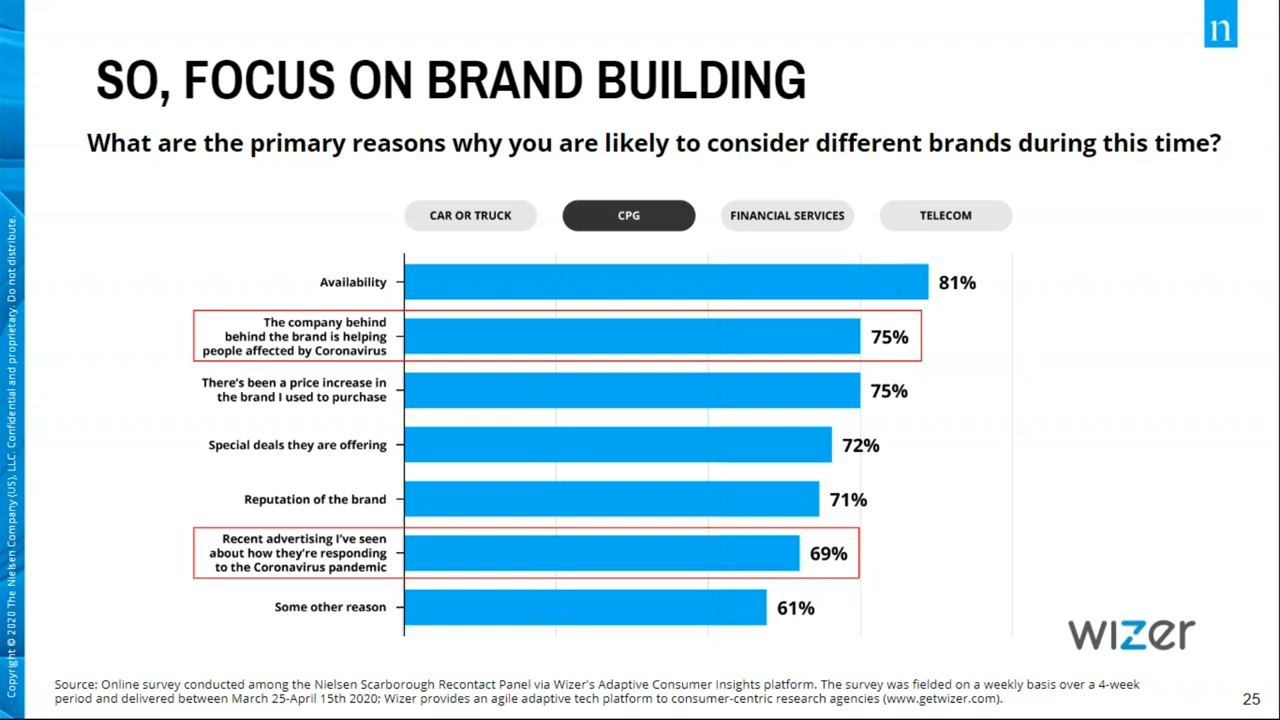 n
SO, FOCUS ON BRAND BUILDING
What are the primary reasons why you are likely to consider different brands during this time?
CAR OR TRUCK
CPG
FINANCIAL SERVICES
TELECOM
Availability
81%
The company behind
behind the brand is helping
people affected by Coronavirus
75%
There's been a price increase in
the brand I used to purchase
75%
Special deals they are offering
72%
Reputation of the brand
71%
Recent advertising I've seen
about how they're responding
to the Coronavirus pandemic
69%
Some other reason
61%
wizer
Source: Online survey conducted among the Nielsen Scarborough Recontact Panel via Wizer's Adaptive Consumer Insights platform. The survey was fielded on a weekly basis over a 4-week
period and delivered between March 25-April 15th 2020; Wizer provides an agile adaptive tech platform to consumer-centric research agencies (www.getwizer.com).
25
Copyright © 2020 The Nielsen Company (US), LLC. Confidential and proprietary. Do not distribute.